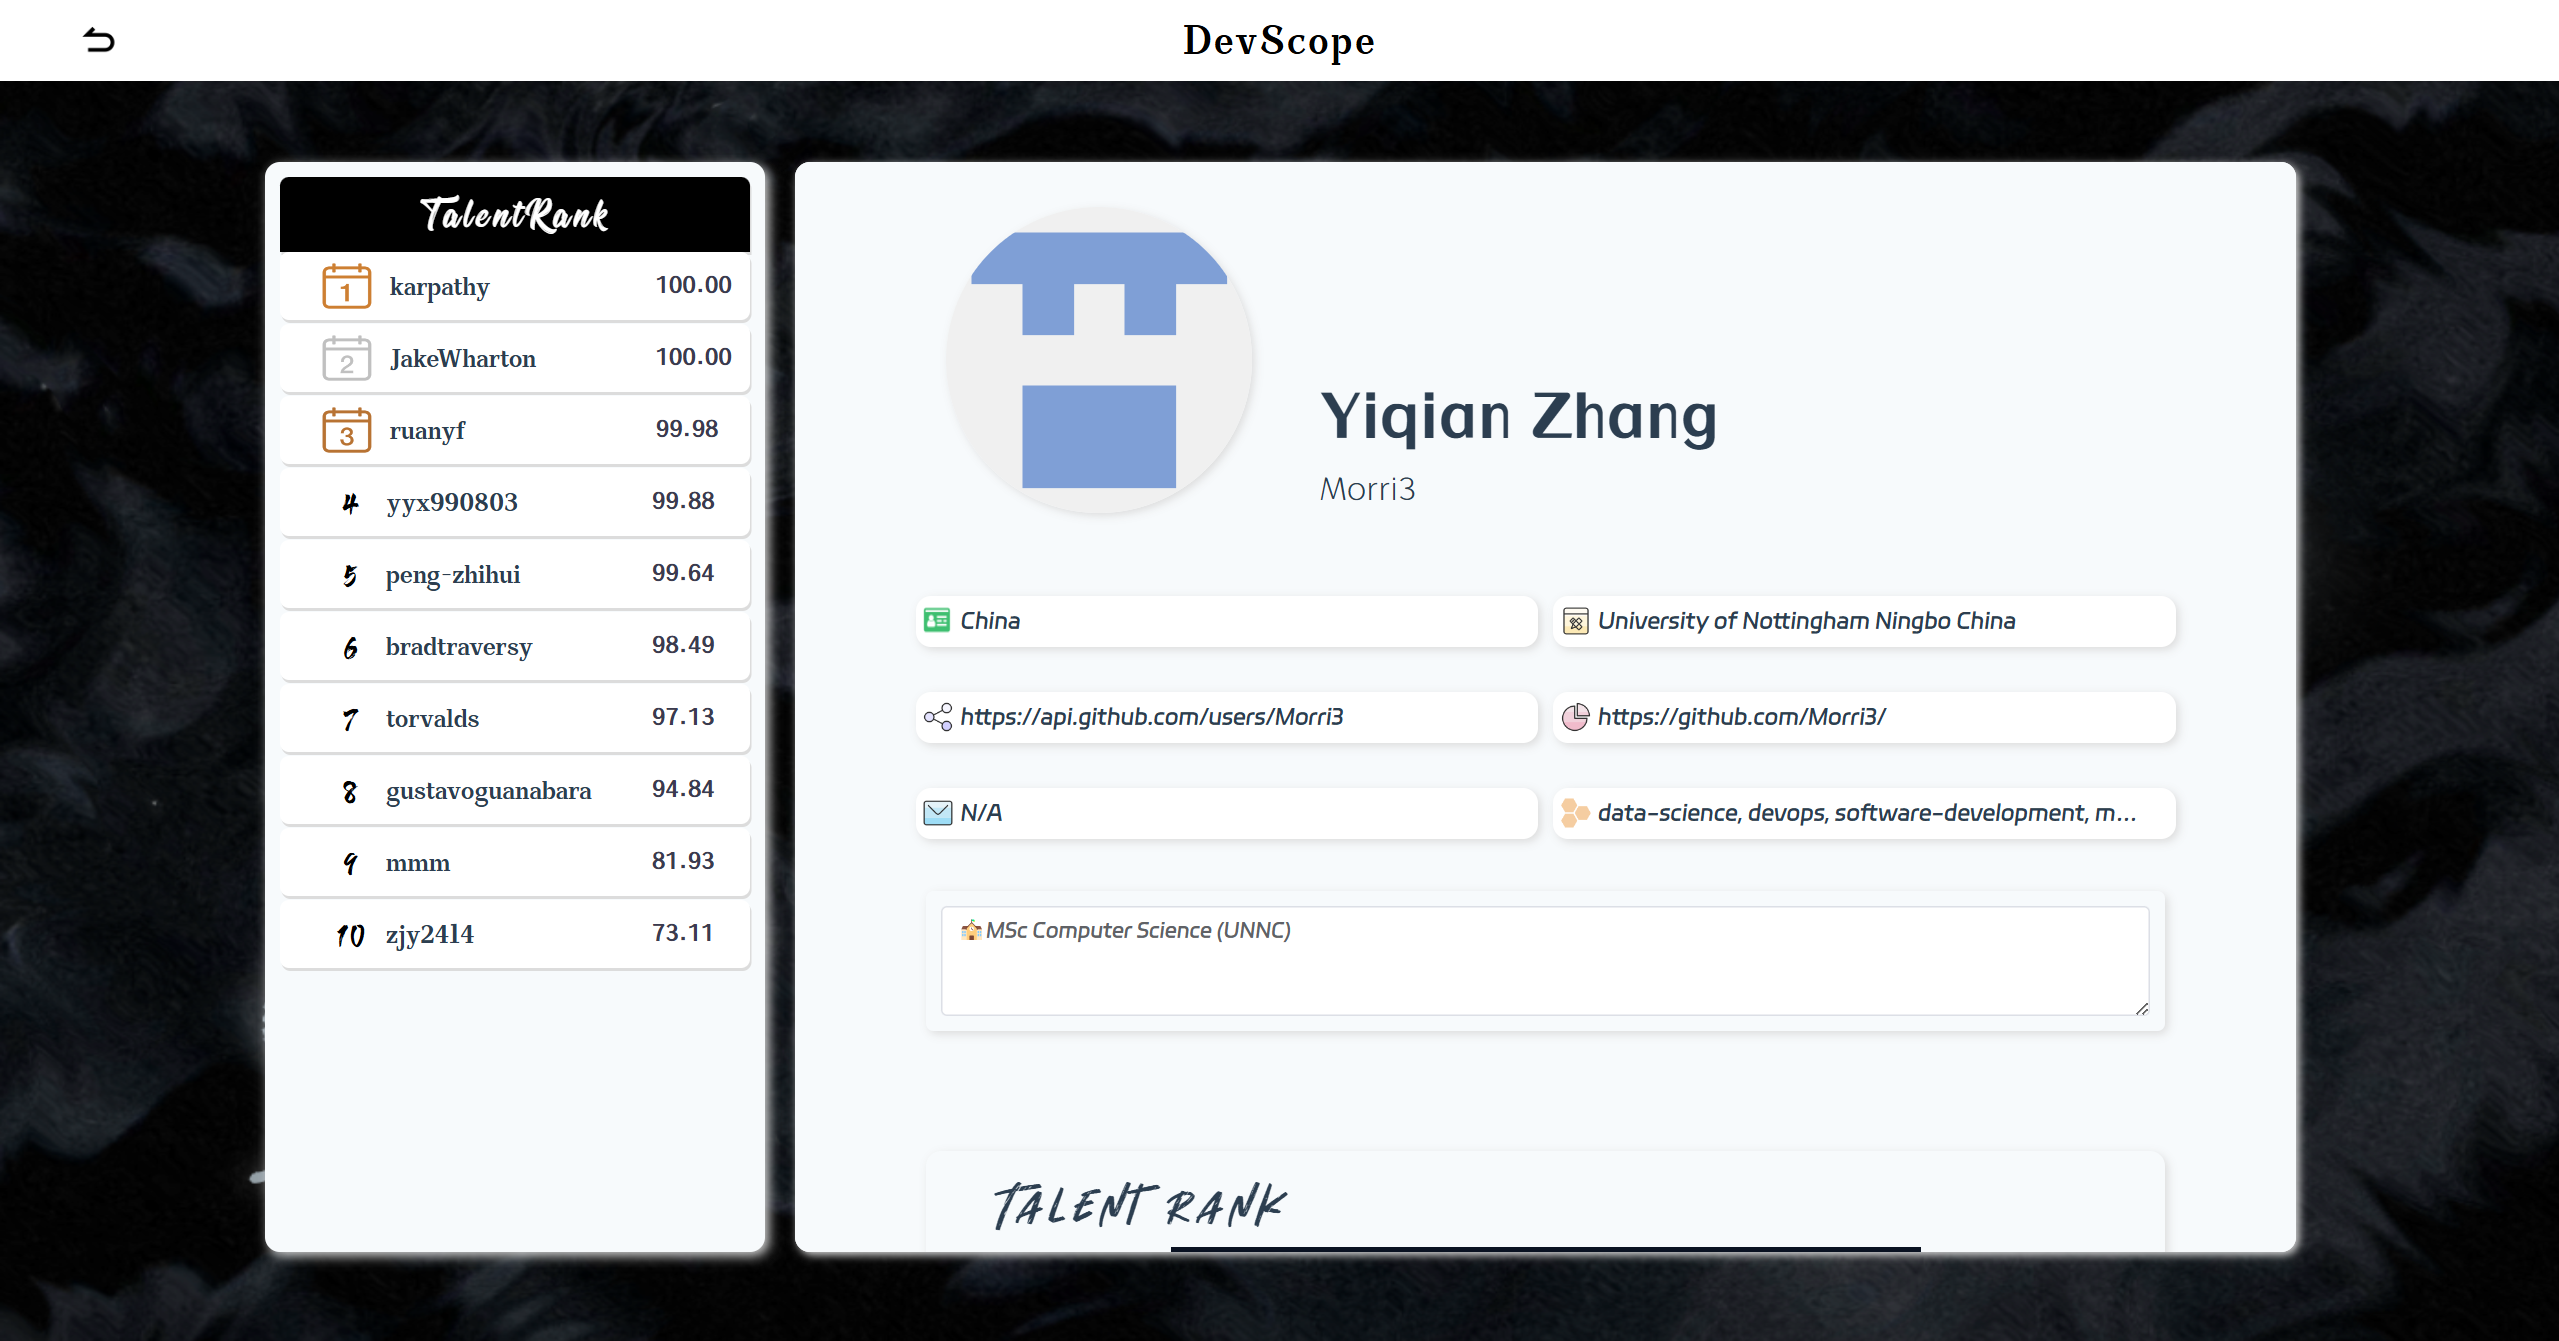 DevScope
TalentRank
1 karpathy 100.00
2 JakeWharton 100.00
3 ruanyf 99.98
4 yyx990803 99.88
5 peng-zhihui 99.64
6 bradtraversy 98.49
7 torvalds 97.13
8 gustavoguanabara 94.84
9 mmm 81.93
10 zjy2414 73.11
Yiqian Zhang
Morri3
China
University of Nottingham Ningbo China
https://api.github.com/users/Morri3
https://github.com/Morri3/
N/A
data-science, devops, software-development, m...
🏫MSc Computer Science (UNNC)
TALENT RANK